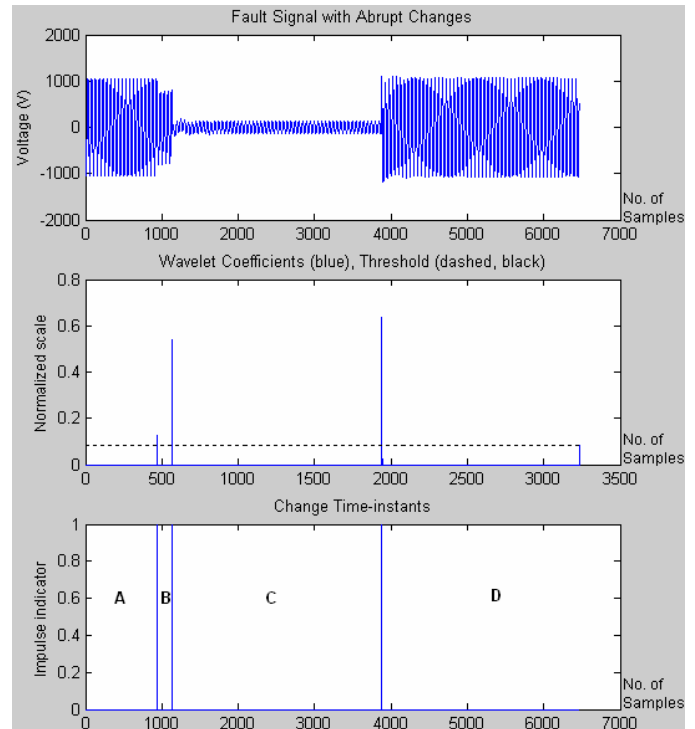 Fault Signal with Abrupt Changes
2000
1000
0
-1000
-2000
Voltage (V)
0 1000 2000 3000 4000 5000 6000 7000
No. of
Samples
Wavelet Coefficients (blue), Threshold (dashed, black)
0.8
0.6
0.4
0.2
0
Normalized scale
0 500 1000 1500 2000 2500 3000 3500
No. of
Samples
Change Time-instants
1
0.8
0.6
0.4
0.2
0
Impulse indicator
A B C D
0 1000 2000 3000 4000 5000 6000 7000
No. of
Samples